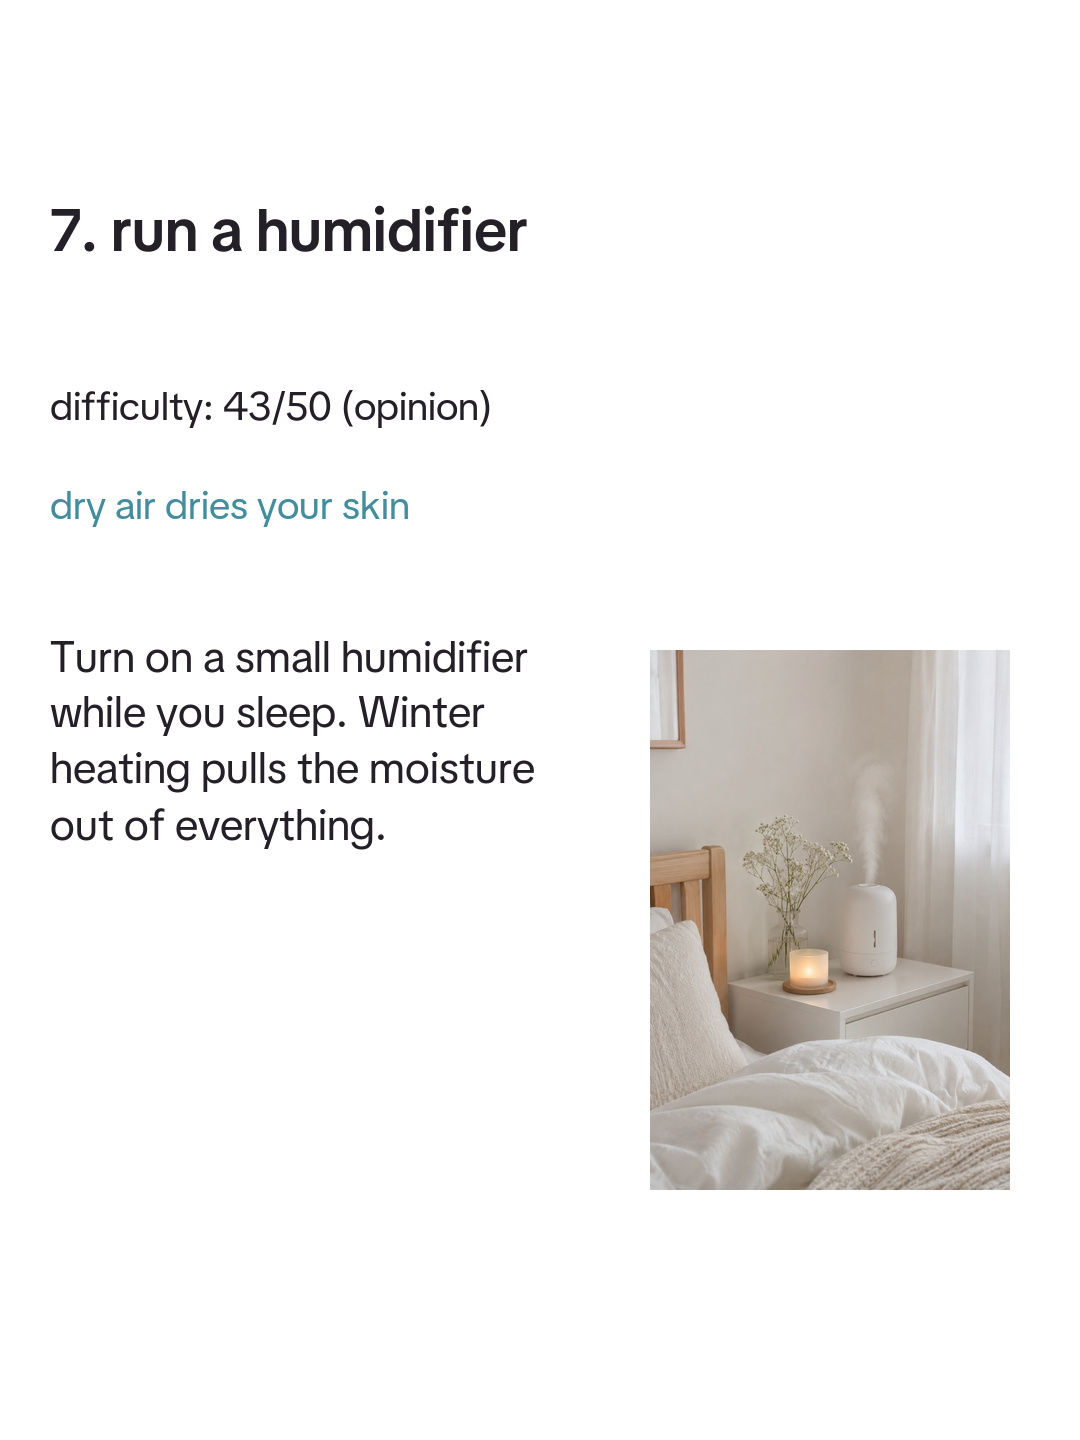 7. run a humidifier
difficulty: 43/50 (opinion)
dry air dries your skin
Turn on a small humidifier
while you sleep. Winter
heating pulls the moisture
out of everything.